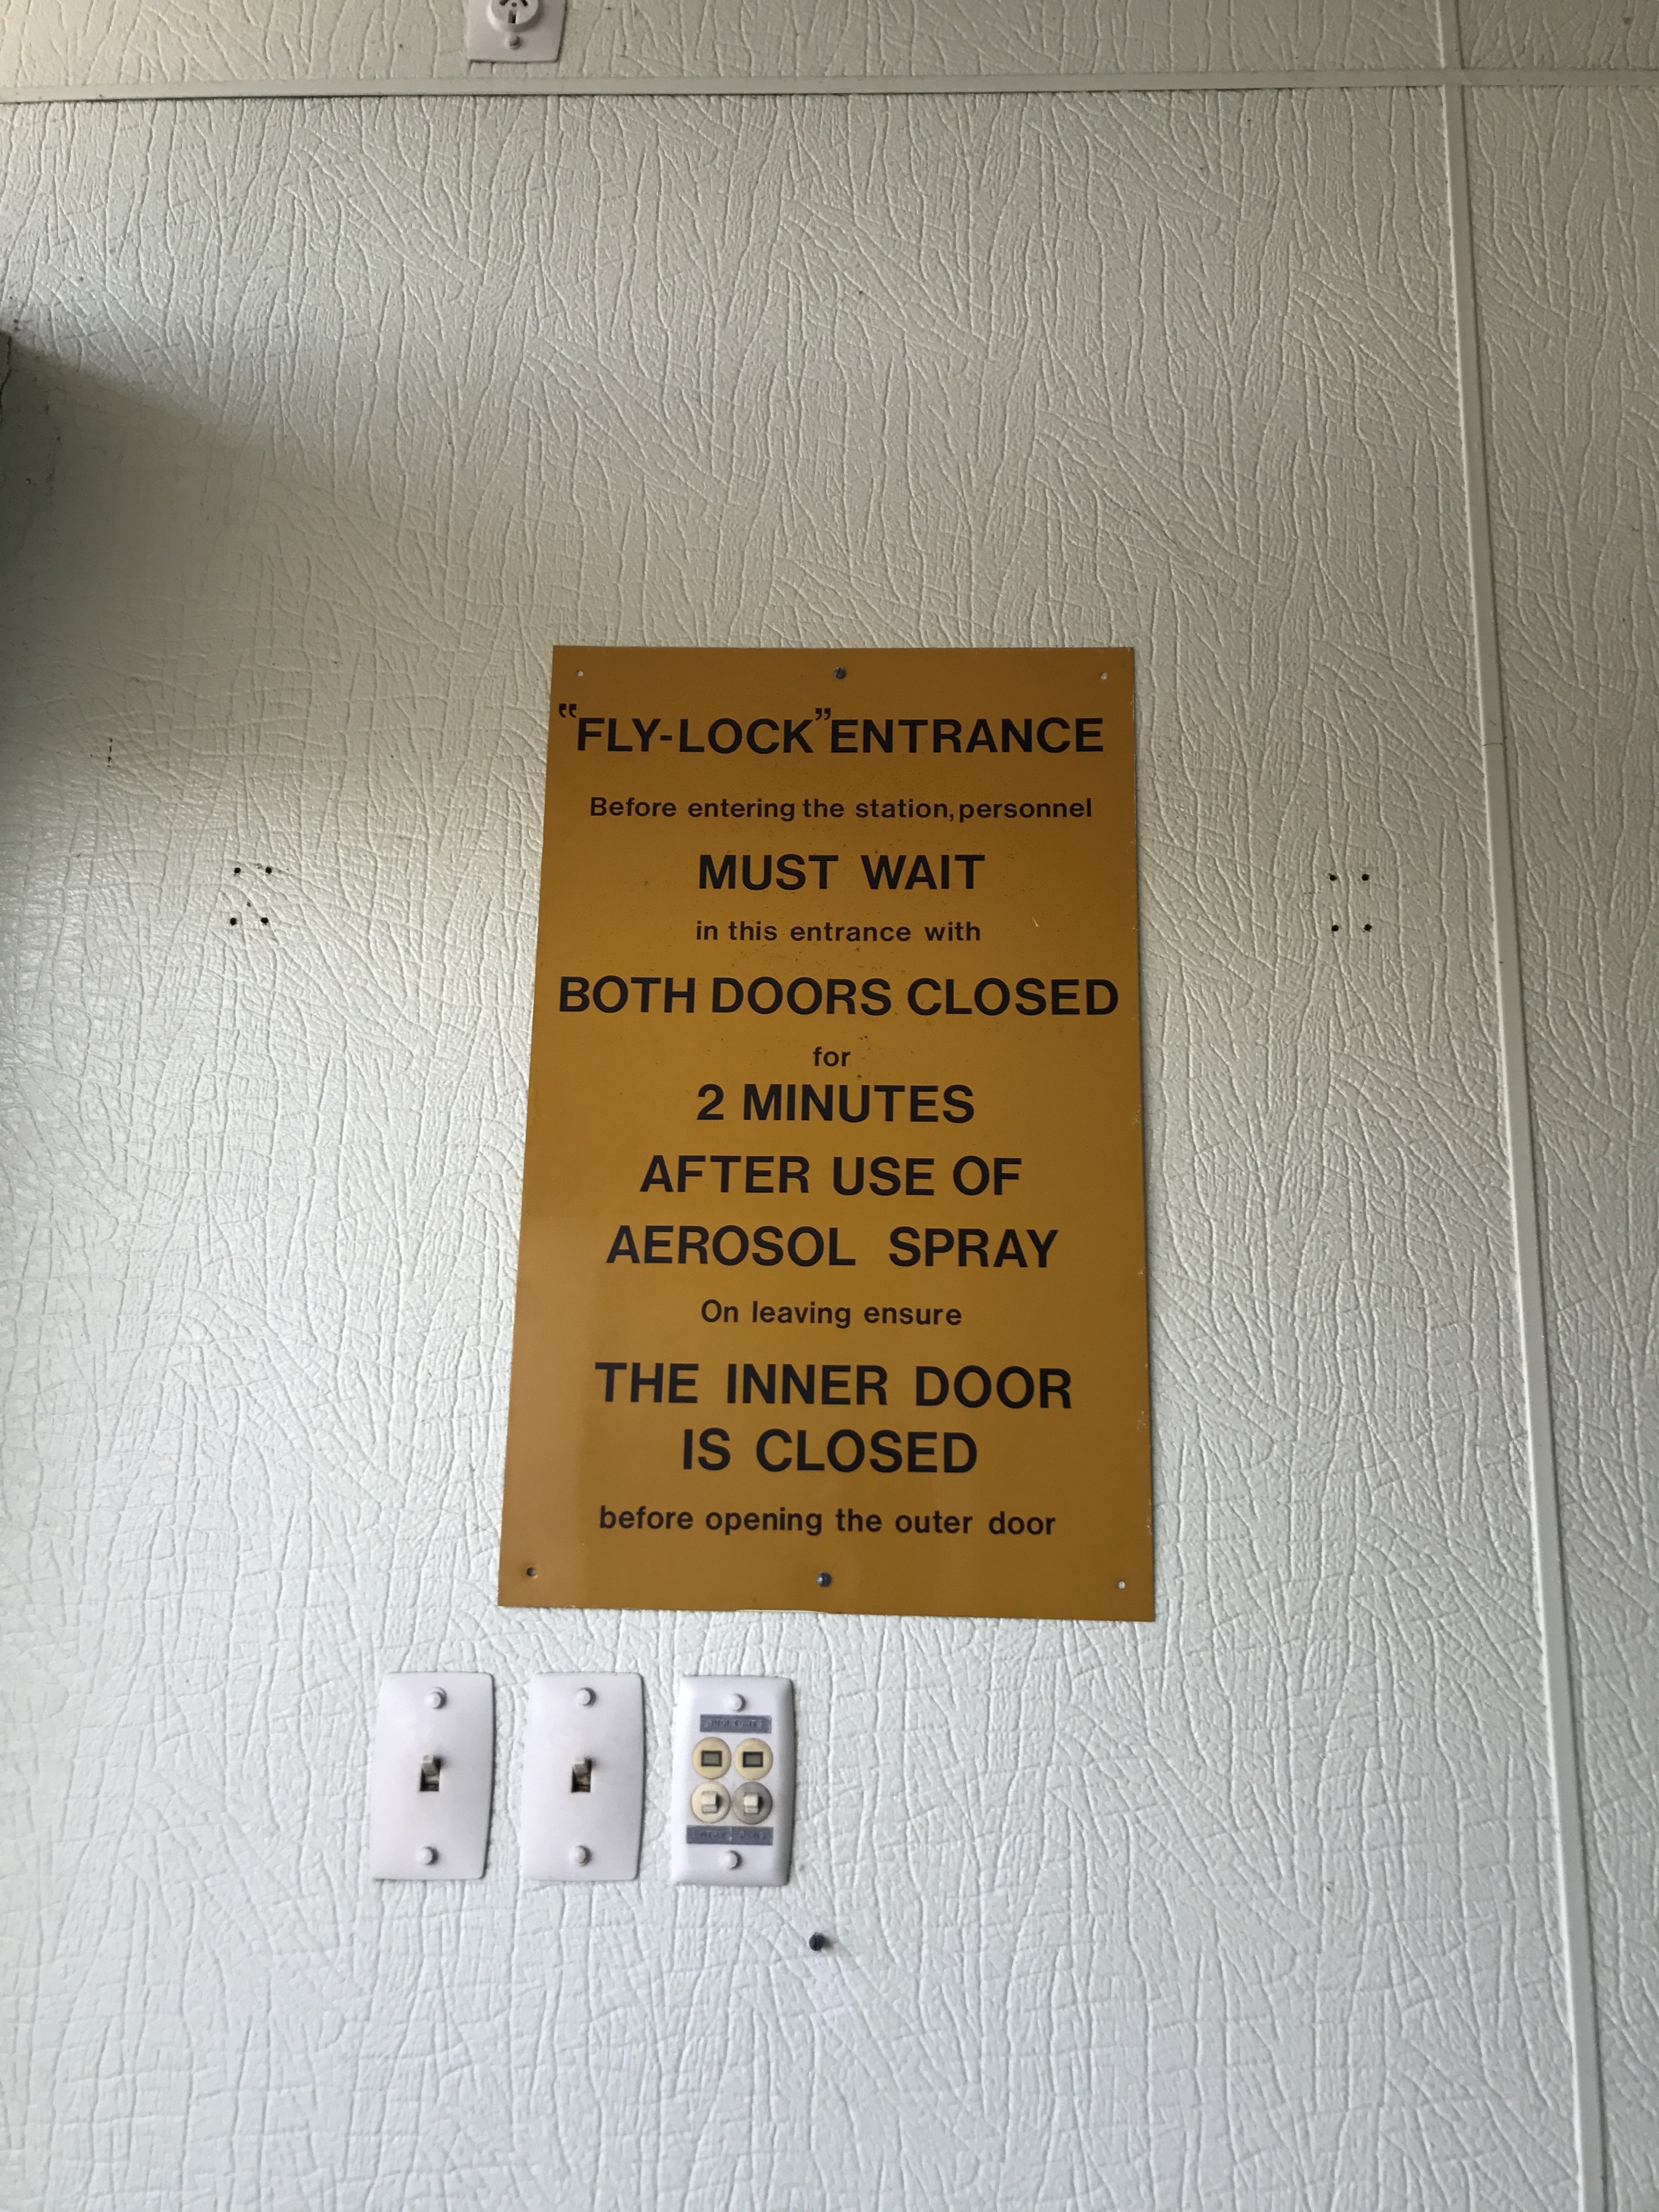 “FLY-LOCK” ENTRANCE
Before entering the station, personnel
MUST WAIT
in this entrance with
BOTH DOORS CLOSED
for
2 MINUTES
AFTER USE OF
AEROSOL SPRAY
On leaving ensure
THE INNER DOOR
IS CLOSED
before opening the outer door